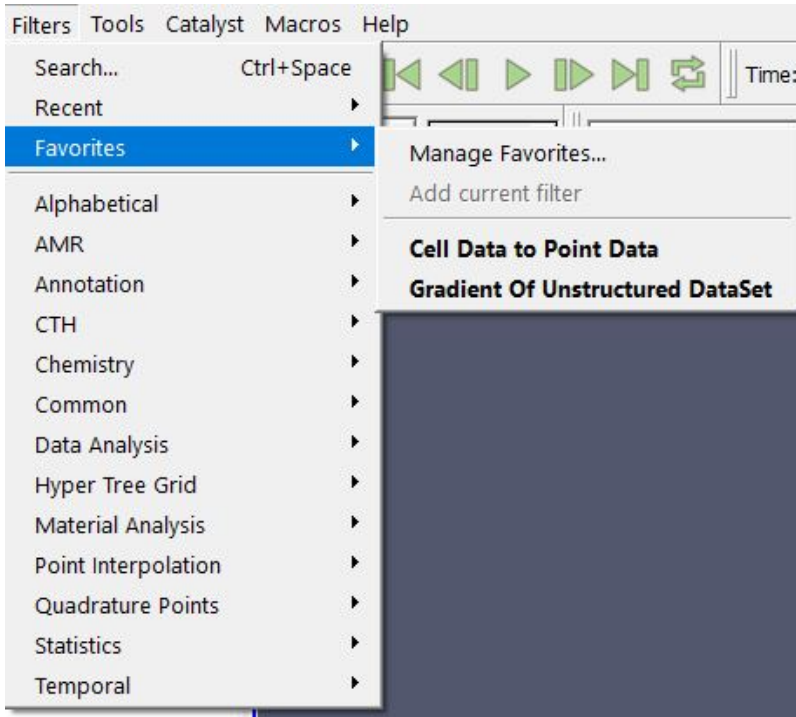 Filters Tools Catalyst Macros Help
Search... Ctrl+Space
Time:
Recent
Favorites
Manage Favorites...
Add current filter
Cell Data to Point Data
Gradient Of Unstructured DataSet
Alphabetical
AMR
Annotation
CTH
Chemistry
Common
Data Analysis
Hyper Tree Grid
Material Analysis
Point Interpolation
Quadrature Points
Statistics
Temporal